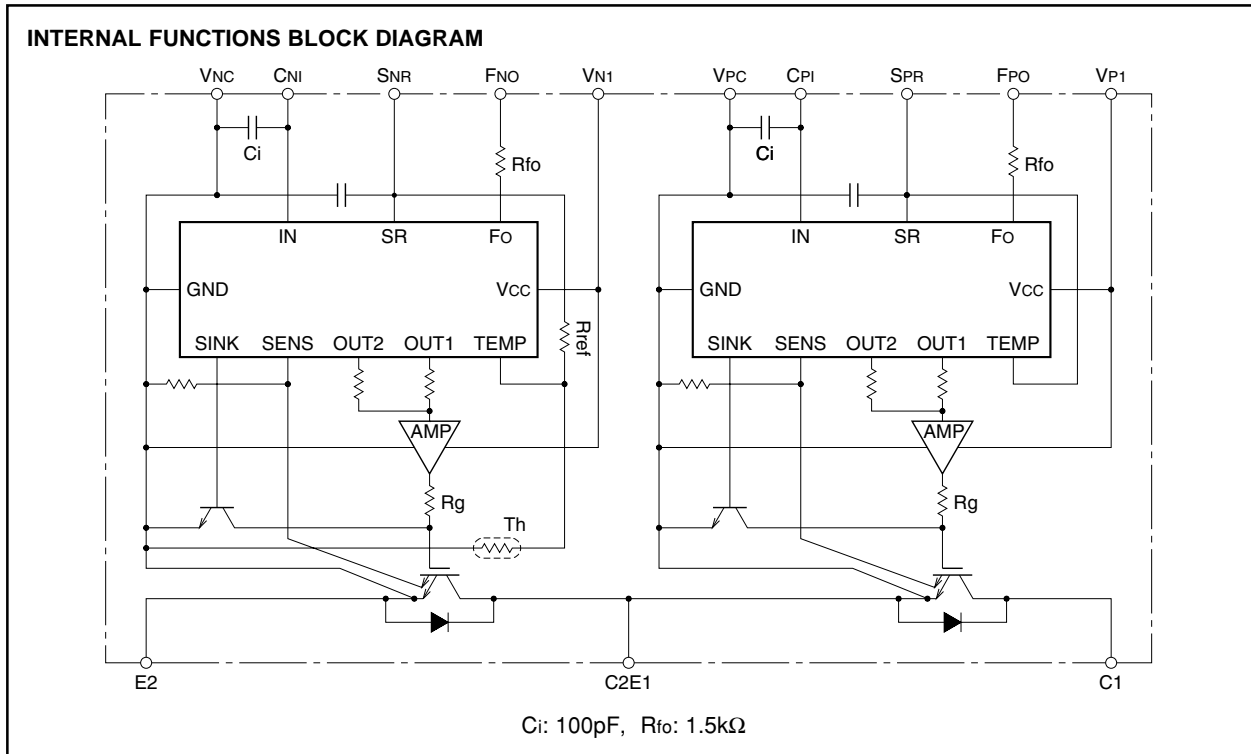 INTERNAL FUNCTIONS BLOCK DIAGRAM
VNC CNI SNR FNO VN1 VPC CPI SPR FPO VP1
Ci Rfo Ci Rfo
IN SR FO IN SR FO
GND VCC GND VCC
Rref
SINK SENS OUT2 OUT1 TEMP SINK SENS OUT2 OUT1 TEMP
AMP AMP
Rg Rg
Th
E2 C2E1 C1
Ci: 100pF, Rfo: 1.5kΩ